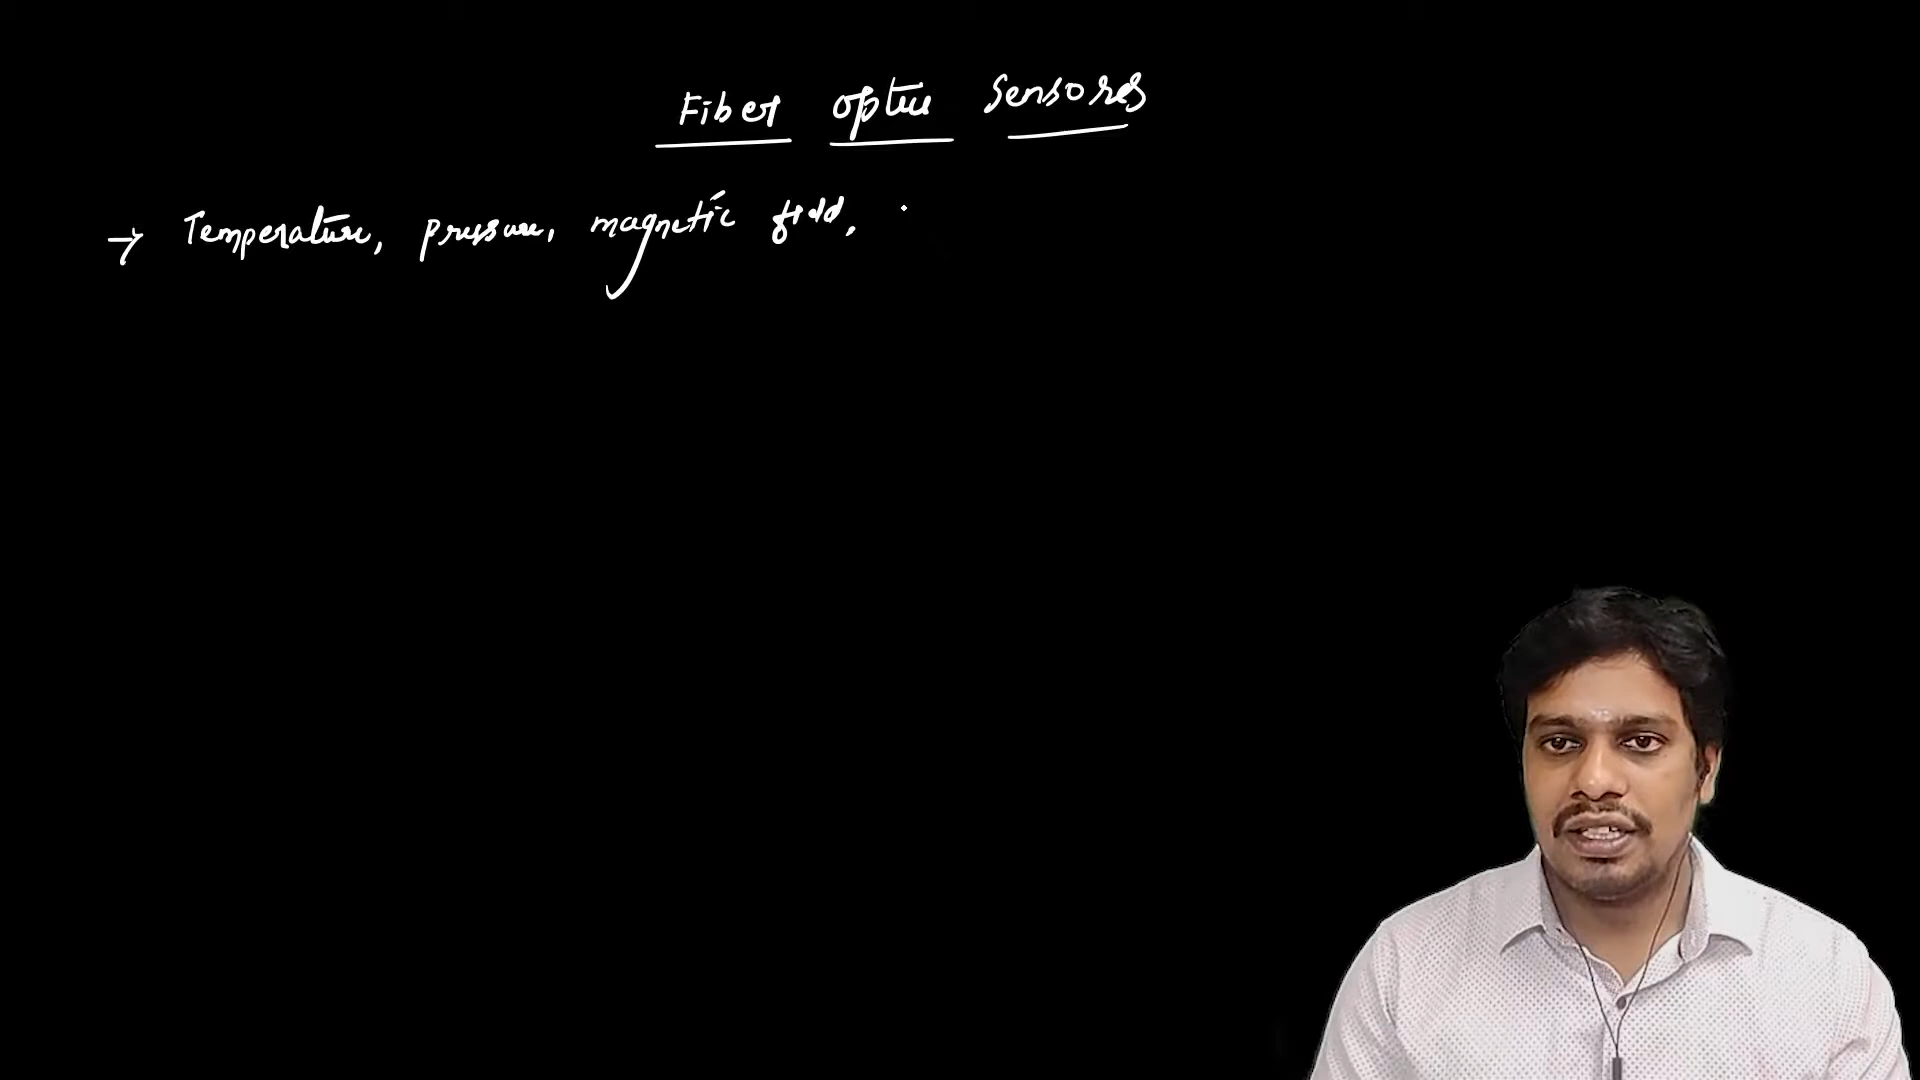 Fiber optic Sensors
→ Temperature, pressure, magnetic field,